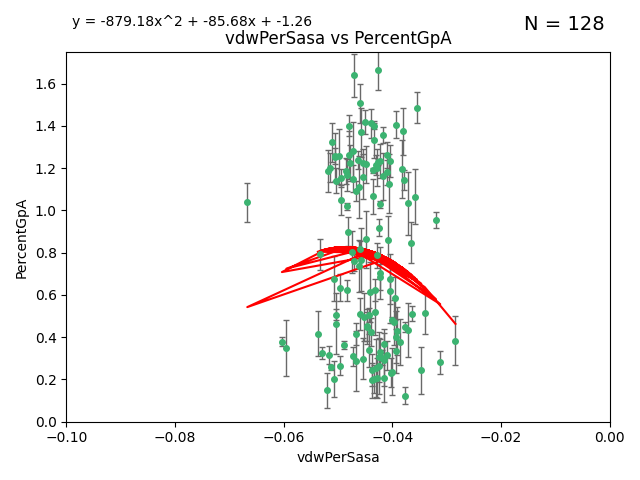 y = -879.18x^2 + -85.68x + -1.26
N = 128
vdwPerSasa vs PercentGpA
PercentGpA
1.6
1.4
1.2
1.0
0.8
0.6
0.4
0.2
0.0
−0.10 −0.08 −0.06 −0.04 −0.02 0.00
vdwPerSasa